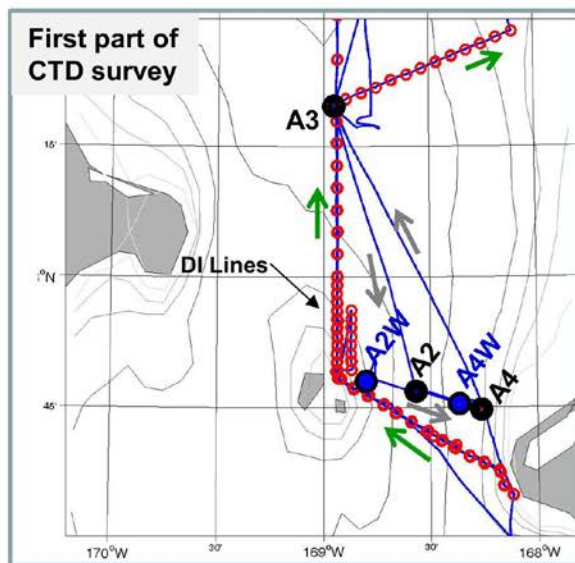 First part of
CTD survey
A3
15'
°N
DI Lines
A2W
A2
A4W
A4
45'
170°W
30'
169°W
30'
168°W